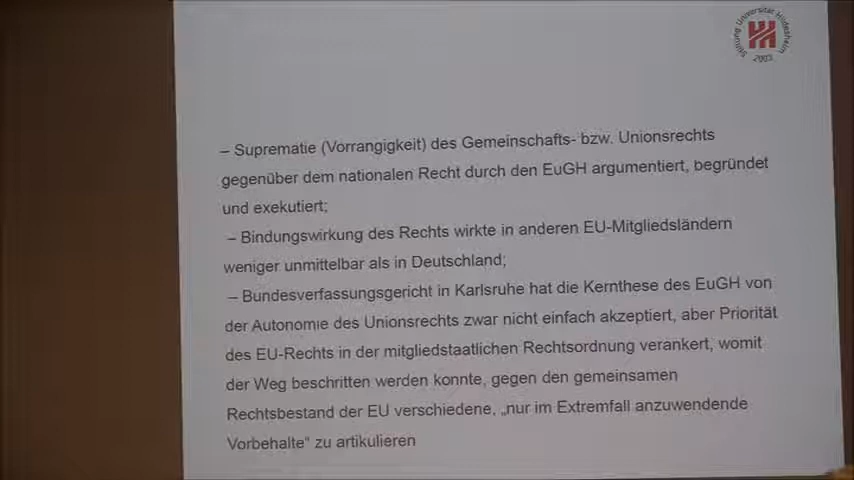 Stiftung Universität Hildesheim
2003
– Suprematie (Vorrangigkeit) des Gemeinschafts- bzw. Unionsrechts
gegenüber dem nationalen Recht durch den EuGH argumentiert, begründet
und exekutiert;
– Bindungswirkung des Rechts wirkte in anderen EU-Mitgliedsländern
weniger unmittelbar als in Deutschland;
– Bundesverfassungsgericht in Karlsruhe hat die Kernthese des EuGH von
der Autonomie des Unionsrechts zwar nicht einfach akzeptiert, aber Priorität
des EU-Rechts in der mitgliedstaatlichen Rechtsordnung verankert, womit
der Weg beschritten werden konnte, gegen den gemeinsamen
Rechtsbestand der EU verschiedene, „nur im Extremfall anzuwendende
Vorbehalte“ zu artikulieren